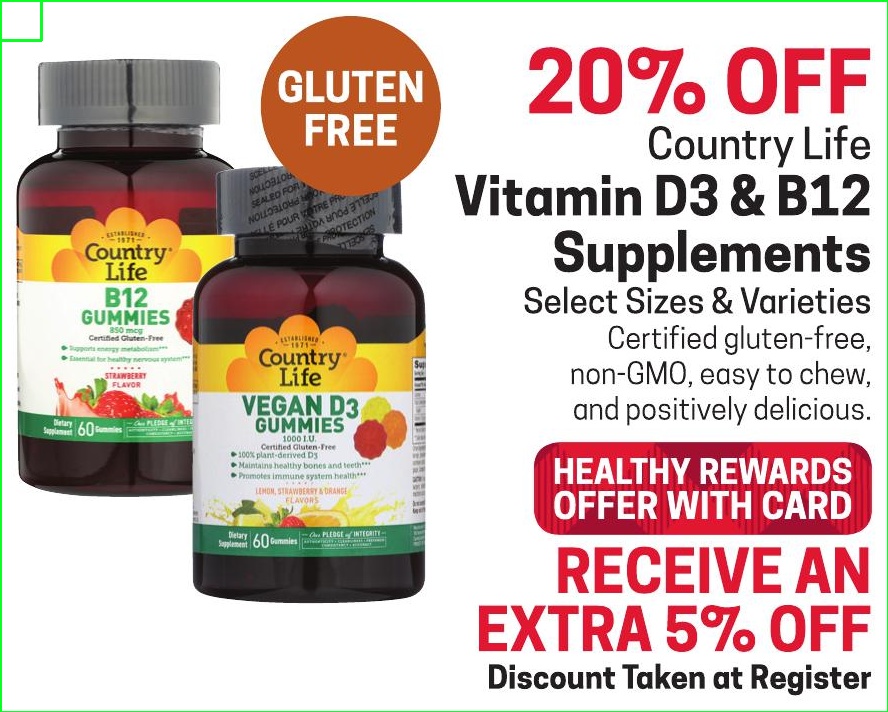 GLUTEN
FREE
20% OFF
Country Life
Vitamin D3 & B12
Supplements
Select Sizes & Varieties
Certified gluten-free,
non-GMO, easy to chew,
and positively delicious.
HEALTHY REWARDS
OFFER WITH CARD
RECEIVE AN
EXTRA 5% OFF
Discount Taken at Register
ESTABLISHED
1971
Country
Life
B12
GUMMIES
850 mcg
Certified Gluten-Free
Supports energy metabolism***
Essential for healthy nervous system***
STRAWBERRY
FLAVOR
Dietary
Supplement
60 Gummies
Our PLEDGE of
PROTECTION
ESTABLISHED
1971
Country
Life
VEGAN D3
GUMMIES
1000 I.U.
Certified Gluten-Free
100% plant-derived D3
Maintains healthy bones and teeth***
Promotes immune system health***
LEMON, STRAWBERRY & ORANGE
FLAVORS
Dietary
Supplement
60 Gummies
Our PLEDGE of INTEGRITY